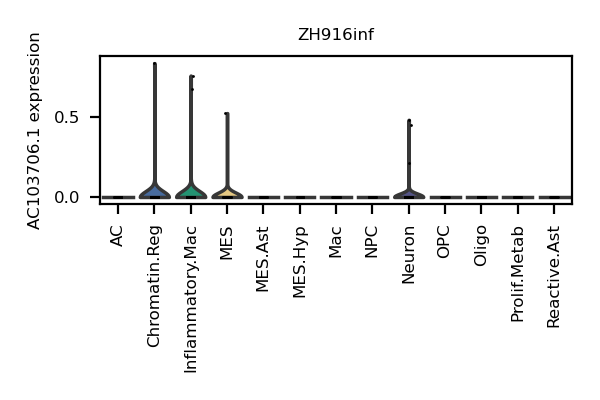 ZH916inf
AC103706.1 expression
0.5
0.0
AC
Chromatin.Reg
Inflammatory.Mac
MES
MES.Ast
MES.Hyp
Mac
NPC
Neuron
OPC
Oligo
Prolif.Metab
Reactive.Ast